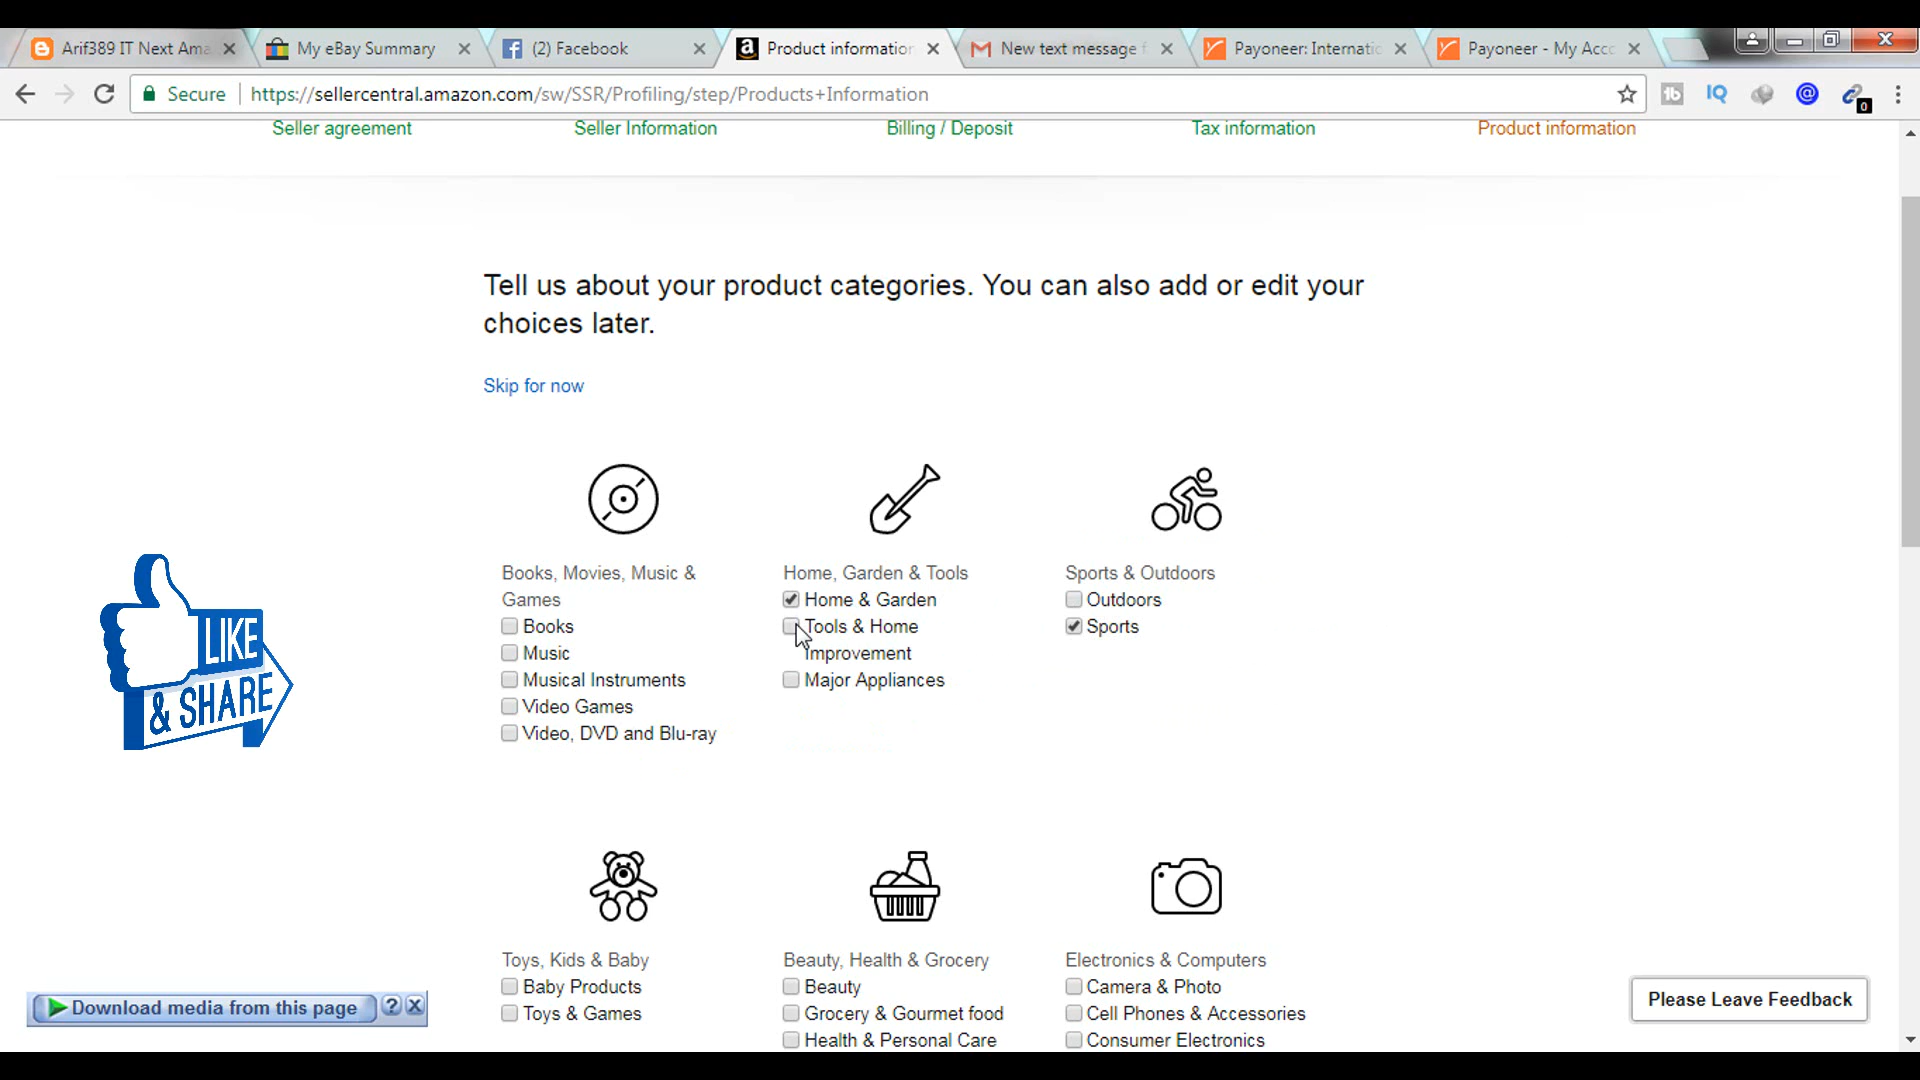 Arif389 IT Next Ama
My eBay Summary
(2) Facebook
Product information
New text message f
Payoneer: Internatio
Payoneer - My Acco
Secure
https://sellercentral.amazon.com/sw/SSR/Profiling/step/Products+Information
Seller agreement
Seller Information
Billing / Deposit
Tax information
Product information
Tell us about your product categories. You can also add or edit your
choices later.
Skip for now
Books, Movies, Music &
Games
Books
Music
Musical Instruments
Video Games
Video, DVD and Blu-ray
Home, Garden & Tools
Home & Garden
Tools & Home
Improvement
Major Appliances
Sports & Outdoors
Outdoors
Sports
LIKE
& SHARE
Toys, Kids & Baby
Baby Products
Toys & Games
Beauty, Health & Grocery
Beauty
Grocery & Gourmet food
Health & Personal Care
Electronics & Computers
Camera & Photo
Cell Phones & Accessories
Consumer Electronics
Download media from this page
Please Leave Feedback